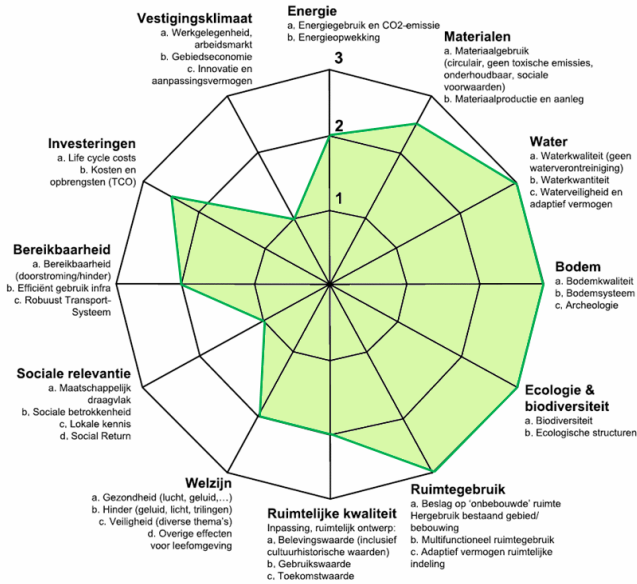 Energie
a. Energiegebruik en CO2-emissie
b. Energieopwekking
Materialen
a. Materiaalgebruik
(circulair, geen toxische emissies,
onderhoudbaar, sociale
voorwaarden)
b. Materiaalproductie en aanleg
Water
a. Waterkwaliteit (geen
waterverontreiniging)
b. Waterkwantiteit
c. Waterveiligheid en
adaptief vermogen
Bodem
a. Bodemkwaliteit
b, Bodemsysteem
c, Archeologie
Ecologie &
biodiversiteit
a. Biodiversiteit
b. Ecologische structuren
Ruimtegebruik
a. Beslag op ‘onbebouwde’ ruimte
Hergebruik bestaand gebied/
bebouwing
b. Multifunctioneel ruimtegebruik
c. Adaptief vermogen ruimtelijke
indeling
Ruimtelijke kwaliteit
Inpassing, ruimtelijk ontwerp:
a. Belevingswaarde (inclusief
cultuurhistorische waarden)
b. Gebruikswaarde
c. Toekomstwaarde
Welzijn
a. Gezondheid (lucht, geluid,…)
b. Hinder (geluid, licht, trilingen)
c. Veiligheid (diverse thema’s)
d. Overige effecten
voor leefomgeving
Sociale relevantie
a. Maatschappelijk
draagvlak
b. Sociale betrokkenheid
c. Lokale kennis
d. Social Return
Bereikbaarheid
a. Bereikbaarheid
(doorstroming/hinder)
b. Efficiënt gebruik infra
c. Robuust Transport-
Systeem
Investeringen
a. Life cycle costs
b. Kosten en
opbrengsten (TCO)
Vestigingsklimaat
a. Werkgelegenheid,
arbeidsmarkt
b. Gebiedseconomie
c. Innovatie en
aanpassingsvermogen
3
2
1